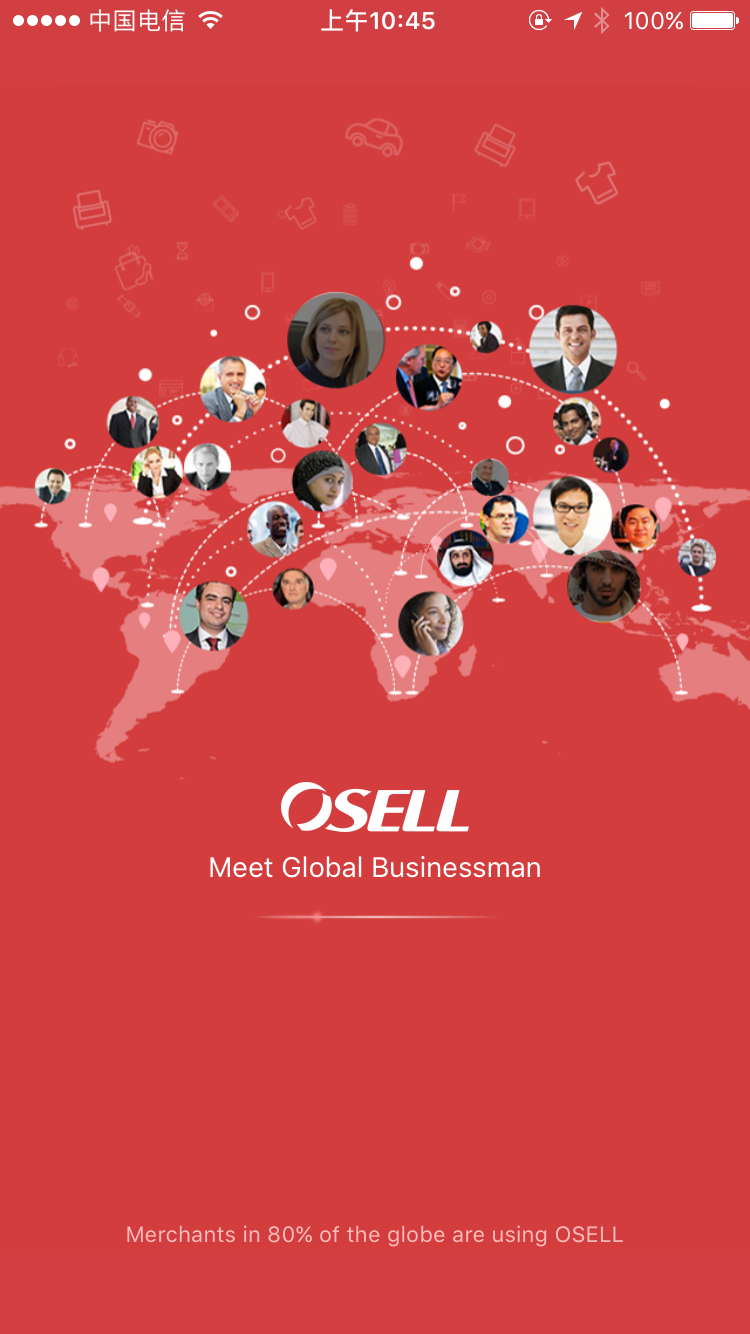 中国电信 上午10:45 100%
OSELL
Meet Global Businessman
Merchants in 80% of the globe are using OSELL